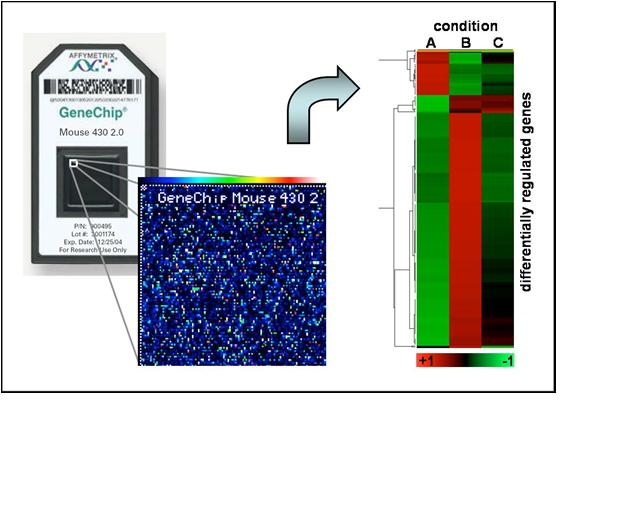 AFFYMETRIX
GeneChip®
Mouse 430 2.0
P/N: 900495
Lot #: 3001174
Exp. Date: 12/25/04
For Research Use Only
GeneChip Mouse 430 2
condition
A B C
differentially regulated genes
+1 -1